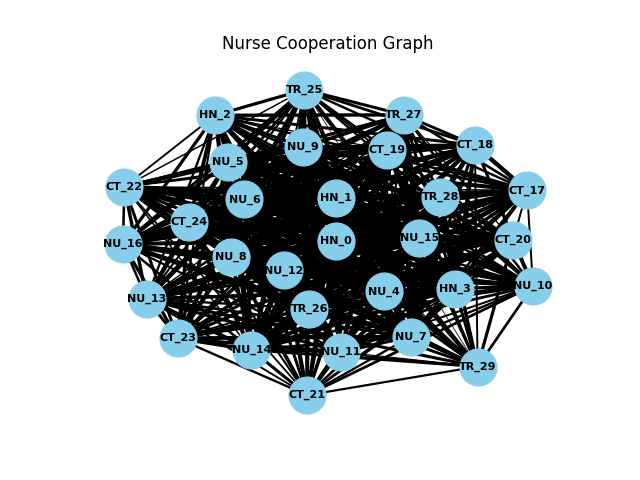 Nurse Cooperation Graph
TR_25
HN_2
TR_27
NU_9
CT_19
CT_18
NU_5
CT_22
NU_6
HN_1
TR_28
CT_17
CT_24
NU_16
HN_0
NU_15
CT_20
NU_8
NU_12
NU_13
TR_26
NU_4
HN_3
NU_10
CT_23
NU_14
NU_11
NU_7
TR_29
CT_21